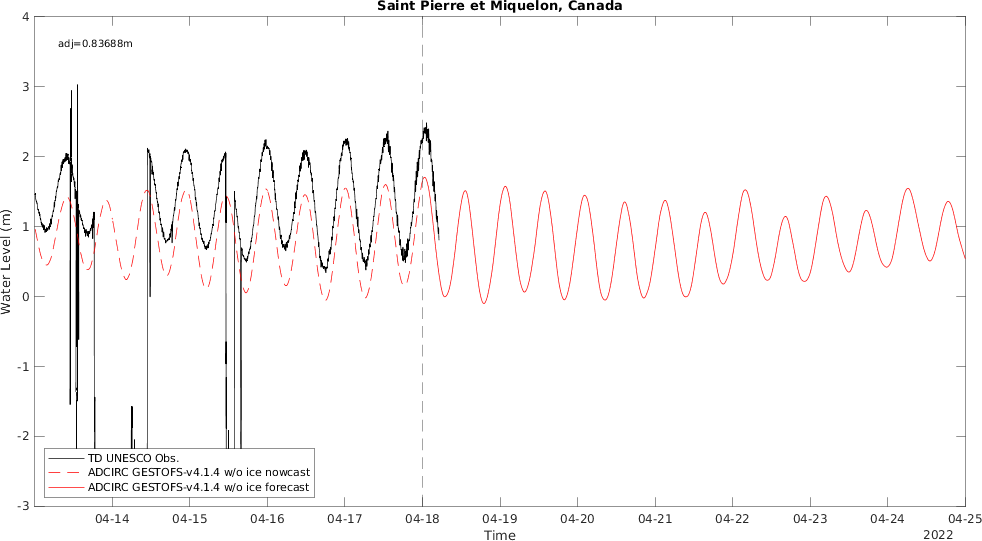 Saint Pierre et Miquelon, Canada
adj=0.83688m
4
3
2
1
0
-1
-2
-3
Water Level (m)
TD UNESCO Obs.
ADCIRC GESTOFS-v4.1.4 w/o ice nowcast
ADCIRC GESTOFS-v4.1.4 w/o ice forecast
04-14 04-15 04-16 04-17 04-18 04-19 04-20 04-21 04-22 04-23 04-24 04-25
Time
2022